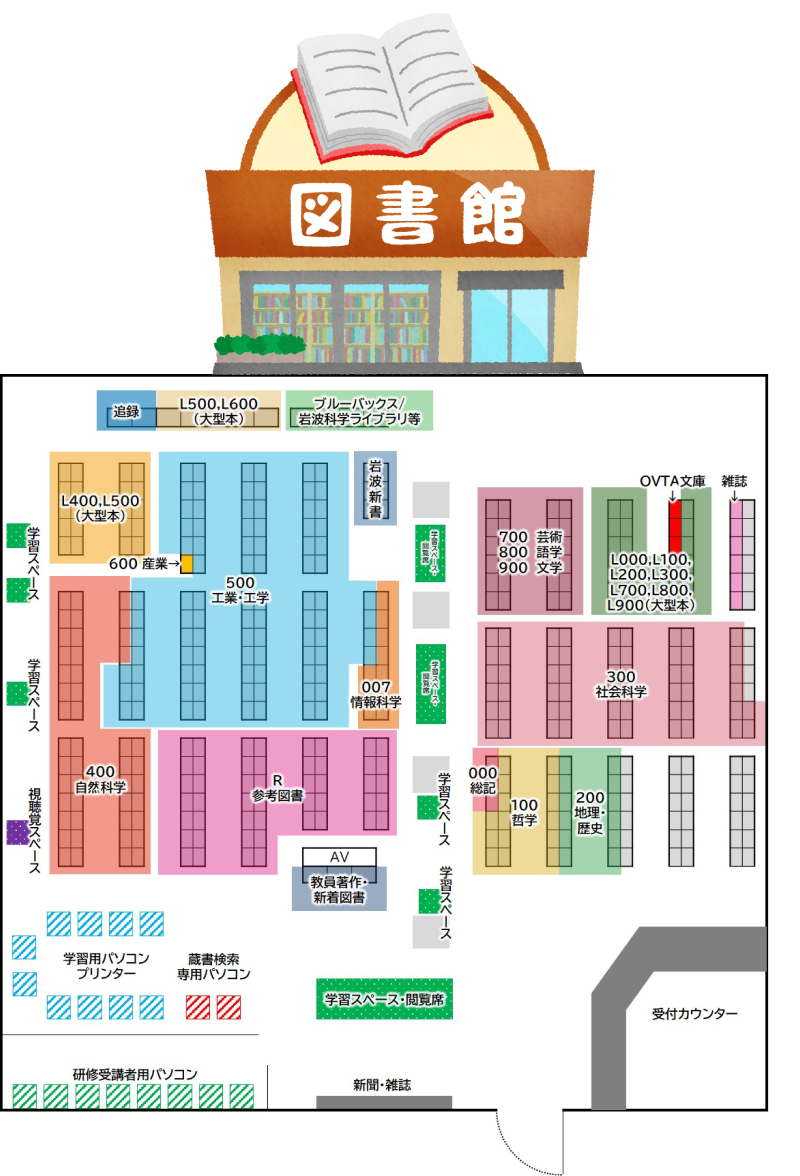 図書館
追録
L500,L600
(大型本)
ブルーバックス/
岩波科学ライブラリ等
L400,L500
(大型本)
岩波新書
OVTA文庫
↓
雑誌
↓
学習スペース
学習スペース・閲覧席
700 芸術
800 語学
900 文学
L000,L100,
L200,L300,
L700,L800,
L900(大型本)
600 産業→
500
工業・工学
学習スペース
学習スペース・閲覧席
300
社会科学
007
情報科学
400
自然科学
R
参考図書
視聴覚スペース
学習スペース
000
総記
100
哲学
200
地理・
歴史
AV
教員著作・
新着図書
学習スペース
学習用パソコン
プリンター
蔵書検索
専用パソコン
学習スペース・閲覧席
受付カウンター
研修受講者用パソコン
新聞・雑誌